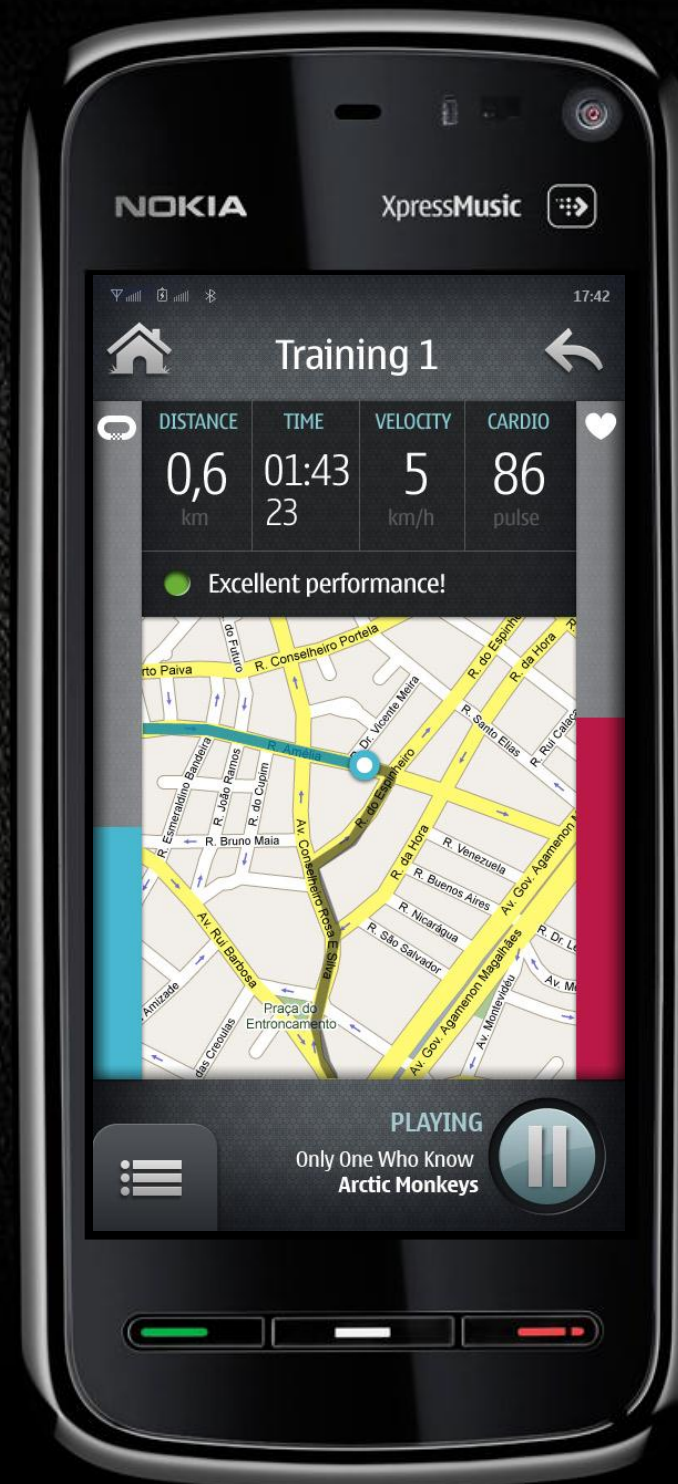 NOKIA
XpressMusic
17:42
Training 1
DISTANCE TIME VELOCITY CARDIO
0,6 01:43 5 86
km 23 km/h pulse
Excellent performance!
do Futuro
R. Conselheiro Portela
R. do Espinh
R. da Hora
rto Paiva
R. Dr. Vicente Meira
R. Santo Elias
R. Rui Calaça
R. Amélia
R. Esmeraldino Bandeira
R. João Ramos
R. do Cupim
R. do Espinheiro
R. Bruno Maia
Av. Conselheiro Rosa E Silva
R. da Hora
R. Venezuela
R. Buenos Aires
R. Nicarágua
R. São Salvador
Av. Gov. Agamenon M
Av. Rui Barbosa
Av. Gov. Agamenon Magalhães
R. Dr. Le
Av. Montevidéu
Av. M
Amizade
das Creoulas
Praça do
Entroncamento
PLAYING
Only One Who Know
Arctic Monkeys